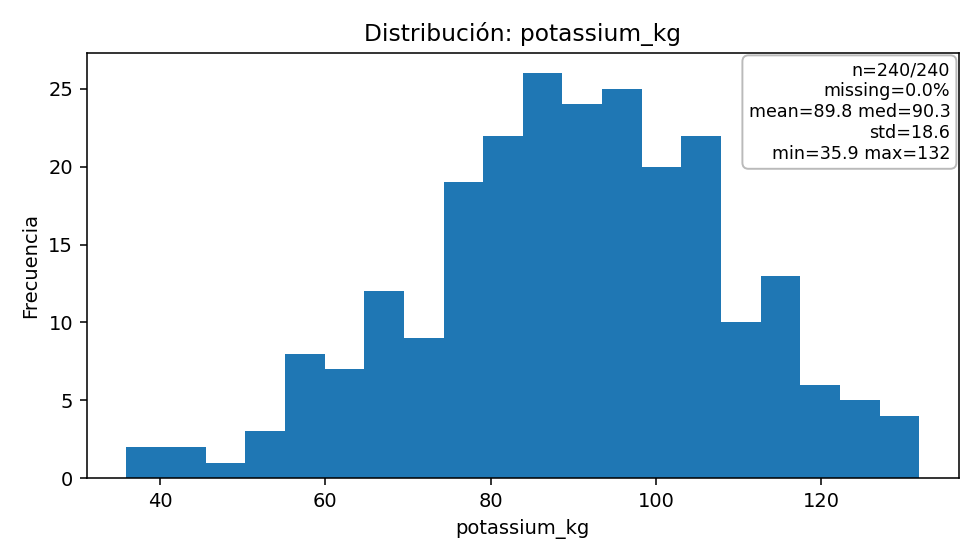 Distribución: potassium_kg
n=240/240
missing=0.0%
mean=89.8 med=90.3
std=18.6
min=35.9 max=132
Frecuencia
25
20
15
10
5
0
40 60 80 100 120
potassium_kg